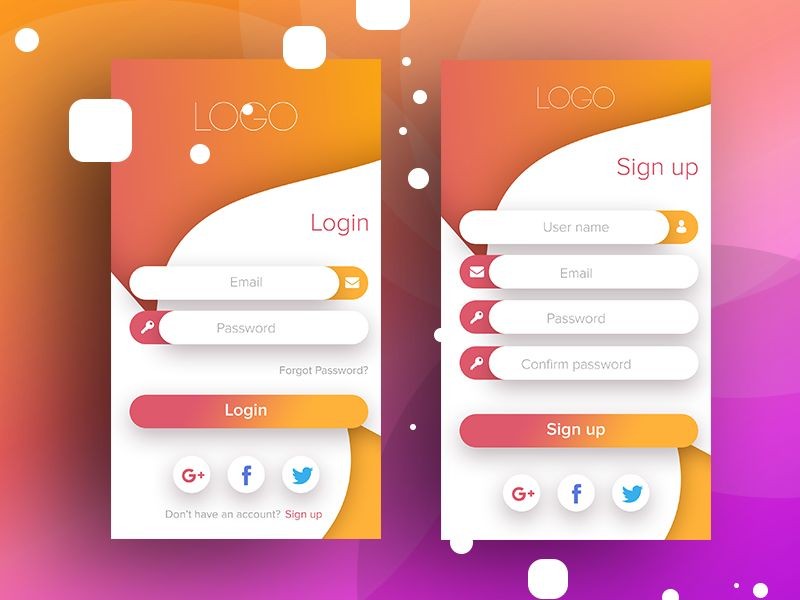 LOGO
Login
Email
Password
Forgot Password?
Login
G+ f
Don't have an account? Sign up
LOGO
Sign up
User name
Email
Password
Confirm password
Sign up
G+ f